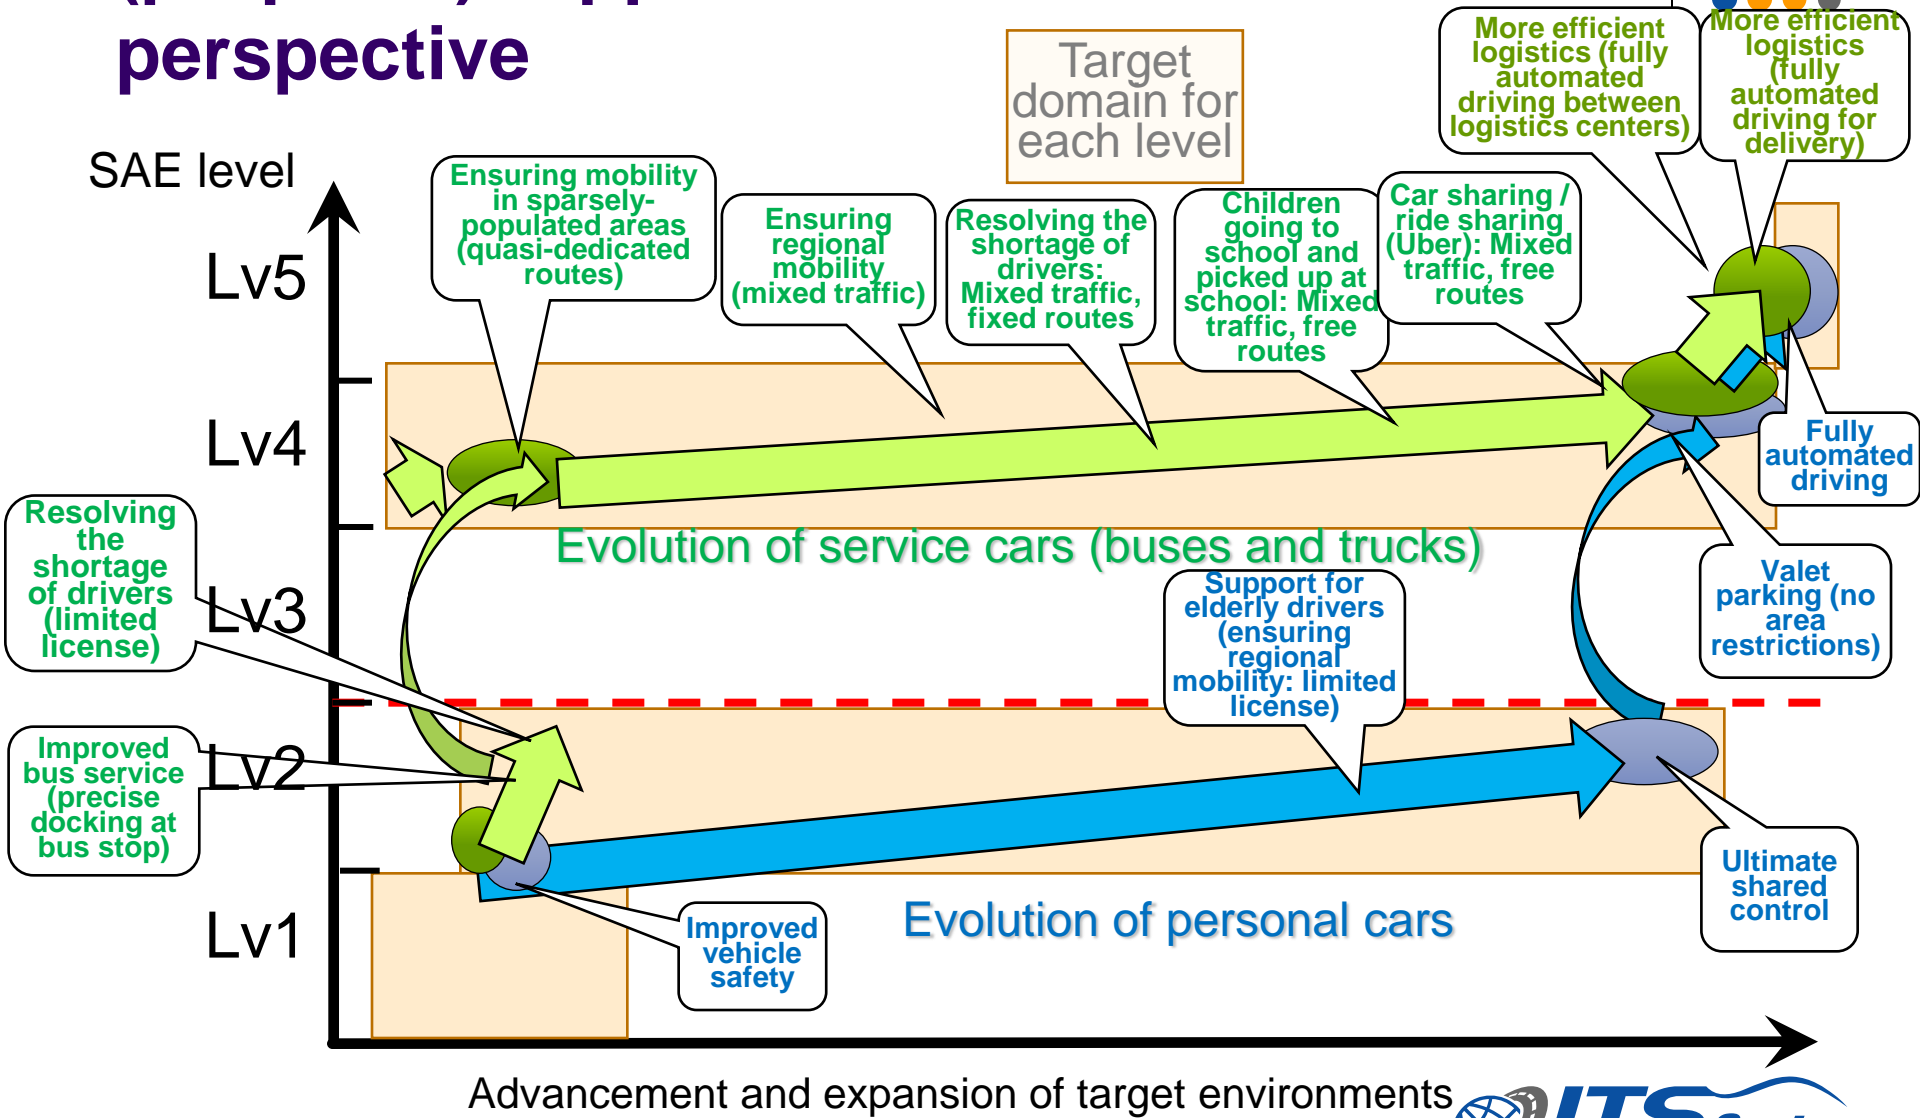 perspective
Target
domain for
each level
More efficient
logistics (fully
automated
driving between
logistics centers)
More efficient
logistics
(fully
automated
driving for
delivery)
SAE level
Ensuring mobility
in sparsely-
populated areas
(quasi-dedicated
routes)
Ensuring
regional
mobility
(mixed traffic)
Resolving the
shortage of
drivers:
Mixed traffic,
fixed routes
Children
going to
school and
picked up at
school: Mixed
traffic, free
routes
Car sharing /
ride sharing
(Uber): Mixed
traffic, free
routes
Lv5
Lv4
Lv3
Lv2
Lv1
Fully
automated
driving
Resolving
the
shortage
of drivers
(limited
license)
Evolution of service cars (buses and trucks)
Support for
elderly drivers
(ensuring
regional
mobility: limited
license)
Valet
parking (no
area
restrictions)
Improved
bus service
(precise
docking at
bus stop)
Ultimate
shared
control
Improved
vehicle
safety
Evolution of personal cars
Advancement and expansion of target environments
ITS